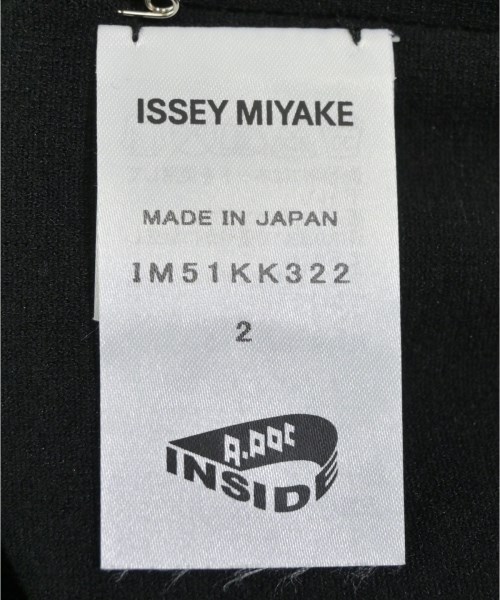 ISSEY MIYAKE
MADE IN JAPAN
IM51KK322
2
A.POC
INSIDE